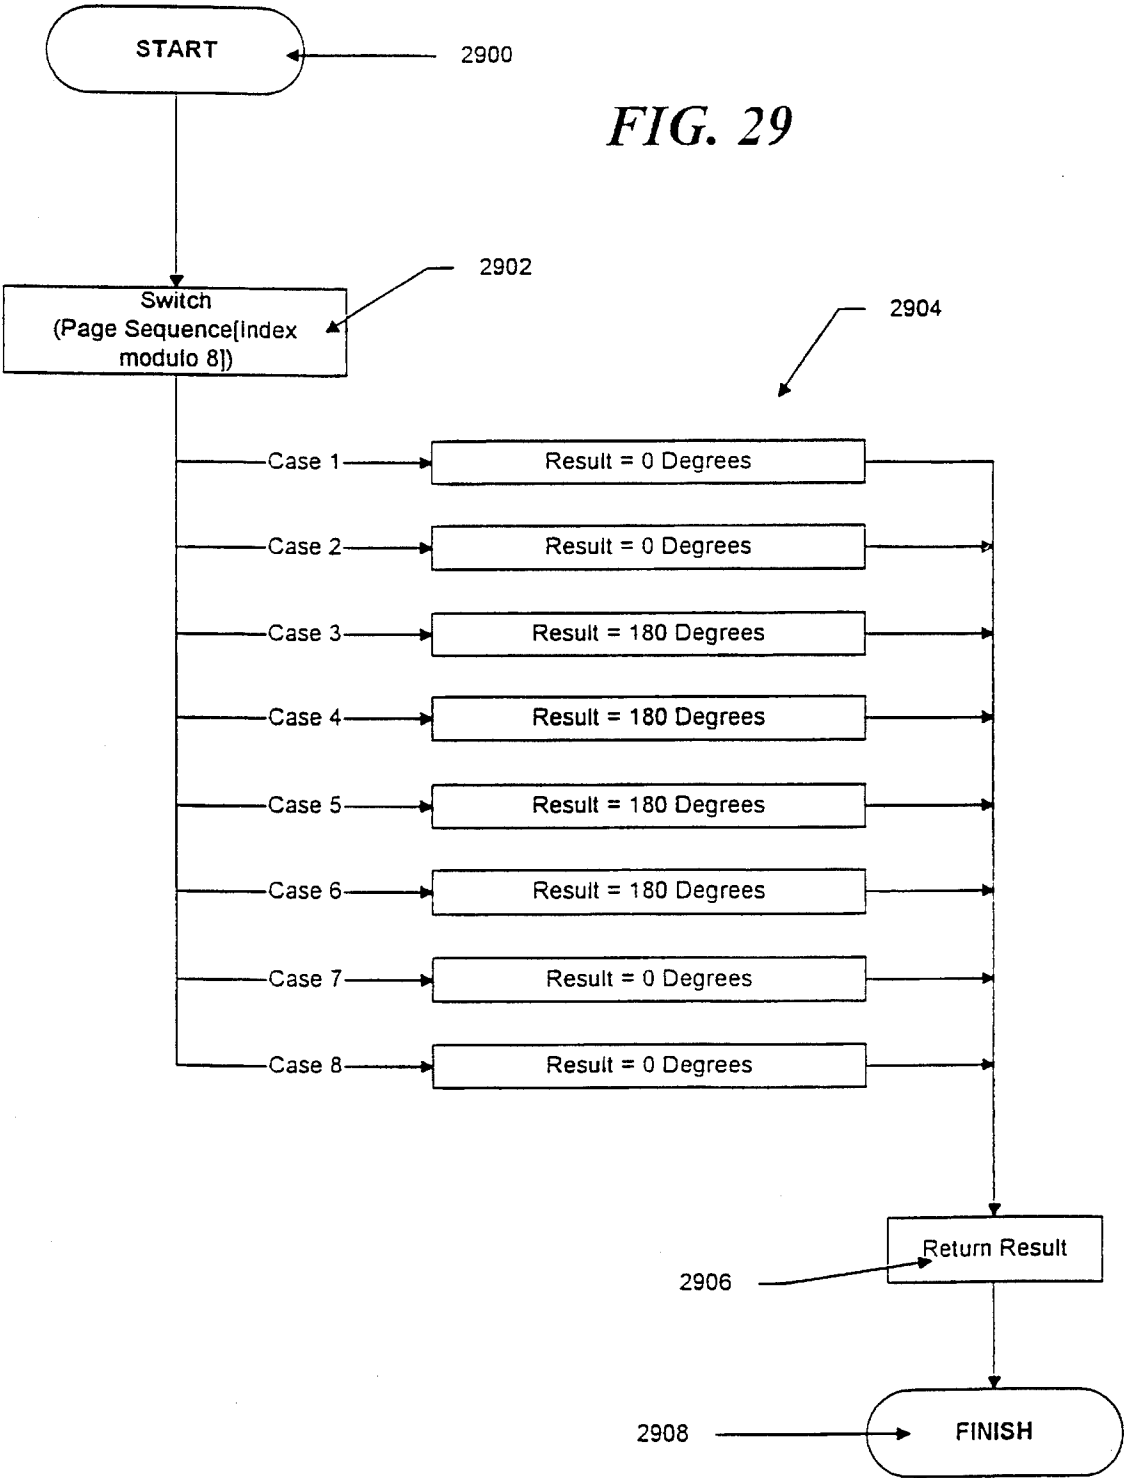 START
2900
FIG. 29
2902
Switch
(Page Sequence[Index
modulo 8])
2904
Case 1
Result = 0 Degrees
Case 2
Result = 0 Degrees
Case 3
Result = 180 Degrees
Case 4
Result = 180 Degrees
Case 5
Result = 180 Degrees
Case 6
Result = 180 Degrees
Case 7
Result = 0 Degrees
Case 8
Result = 0 Degrees
Return Result
2906
2908
FINISH